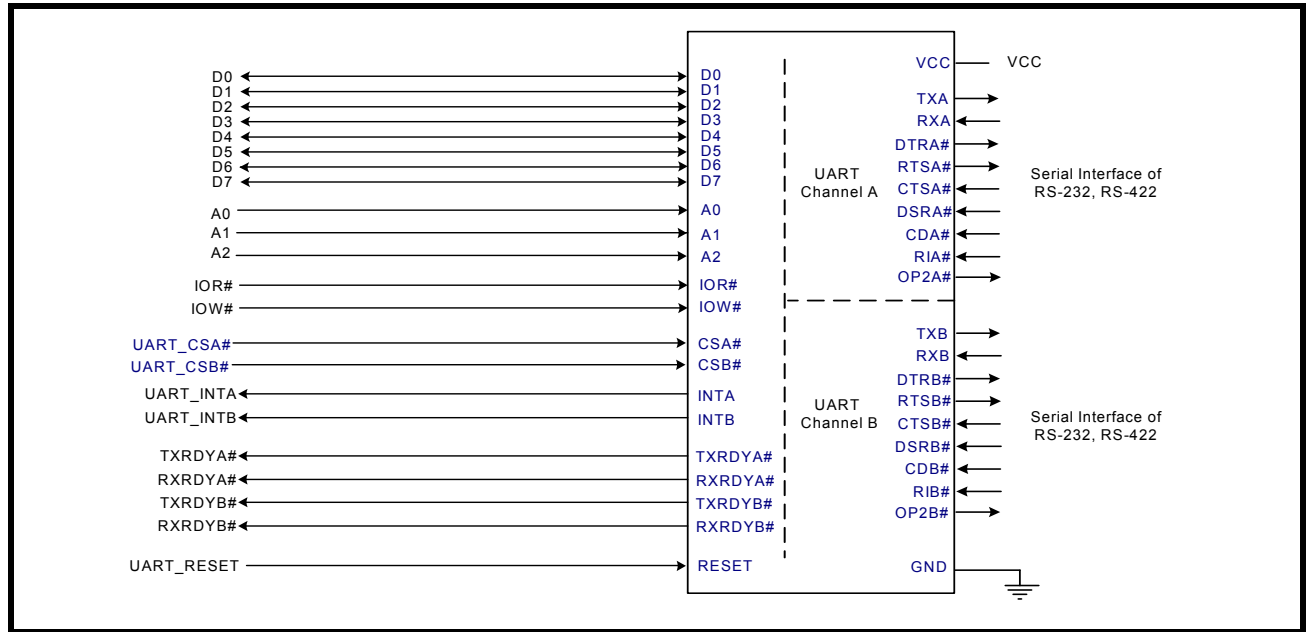 D0
D1
D2
D3
D4
D5
D6
D7
A0
A1
A2
IOR#
IOW#
UART_CSA#
UART_CSB#
UART_INTA
UART_INTB
TXRDYA#
RXRDYA#
TXRDYB#
RXRDYB#
UART_RESET
D0
D1
D2
D3
D4
D5
D6
D7
A0
A1
A2
IOR#
IOW#
CSA#
CSB#
INTA
INTB
TXRDYA#
RXRDYA#
TXRDYB#
RXRDYB#
RESET
UART
Channel A
UART
Channel B
VCC
TXA
RXA
DTRA#
RTSA#
CTSA#
DSRA#
CDA#
RIA#
OP2A#
TXB
RXB
DTRB#
RTSB#
CTSB#
DSRB#
CDB#
RIB#
OP2B#
GND
VCC
Serial Interface of
RS-232, RS-422
Serial Interface of
RS-232, RS-422